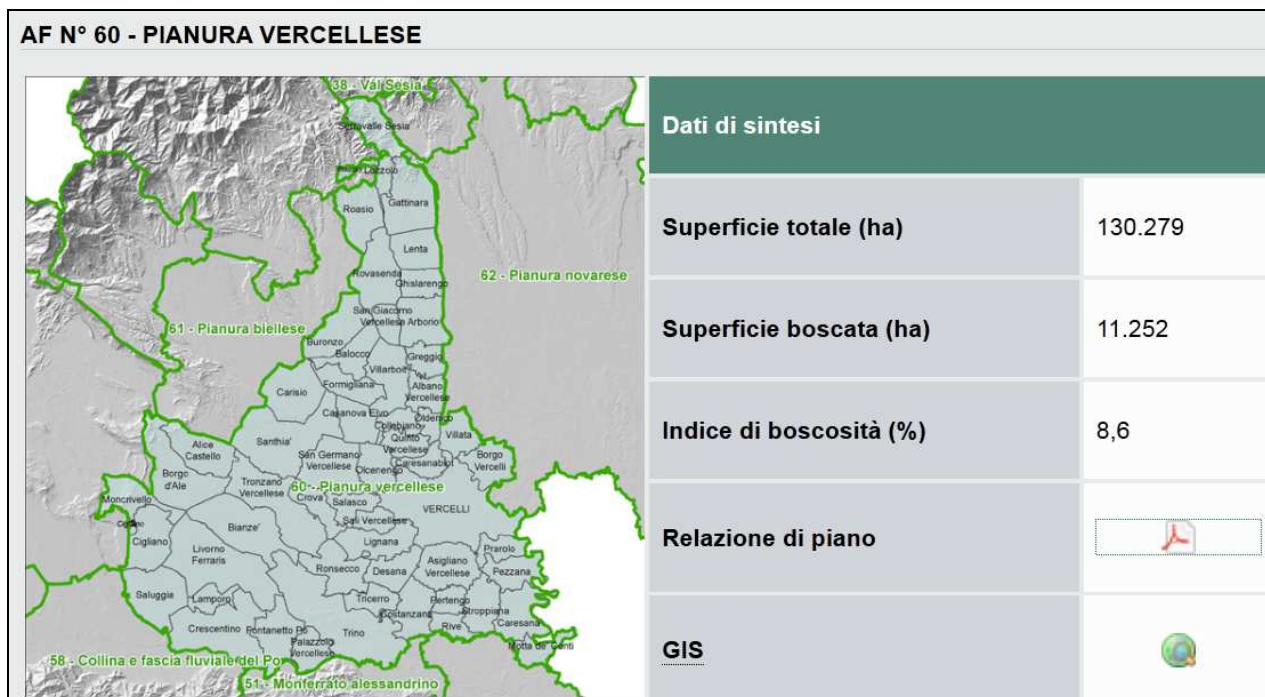 AF N° 60 - PIANURA VERCELLESE
38 - Val Sesia
Serravalle Sesia
Lozzolo
Roasio
Gattinara
Lenta
Rovasenda
Ghislarengo
62 - Pianura novarese
San Giacomo
Vercellese
Arborio
61 - Pianura biellese
Buronzo
Balocco
Greggio
Villarboit
Formigliana
Albano
Vercellese
Carisio
Casanova Elvo
Oldenico
Collobiano
Villata
Quinto
Vercellese
Santhia'
Alice
Castello
San Germano
Vercellese
Olcenengo
Caresanablot
Borgo
Vercelli
Borgo
d'Ale
Tronzano
Vercellese
60 - Pianura vercellese
Crova
Salasco
VERCELLI
Moncrivello
Bianze'
Sali Vercellese
Cigliano
Lignana
Livorno
Ferraris
Ronsecco
Desana
Asigliano
Vercellese
Prarolo
Pezzana
Saluggia
Lamporo
Tricerro
Pertengo
Stroppiana
Costanzana
Crescentino
Fontanetto Po
Trino
Rive
Caresana
Palazzolo
Vercellese
Motta de' Conti
58 - Collina e fascia fluviale del Po
51 - Monferrato alessandrino
Dati di sintesi
Superficie totale (ha) 130.279
Superficie boscata (ha) 11.252
Indice di boscosità (%) 8,6
Relazione di piano
GIS